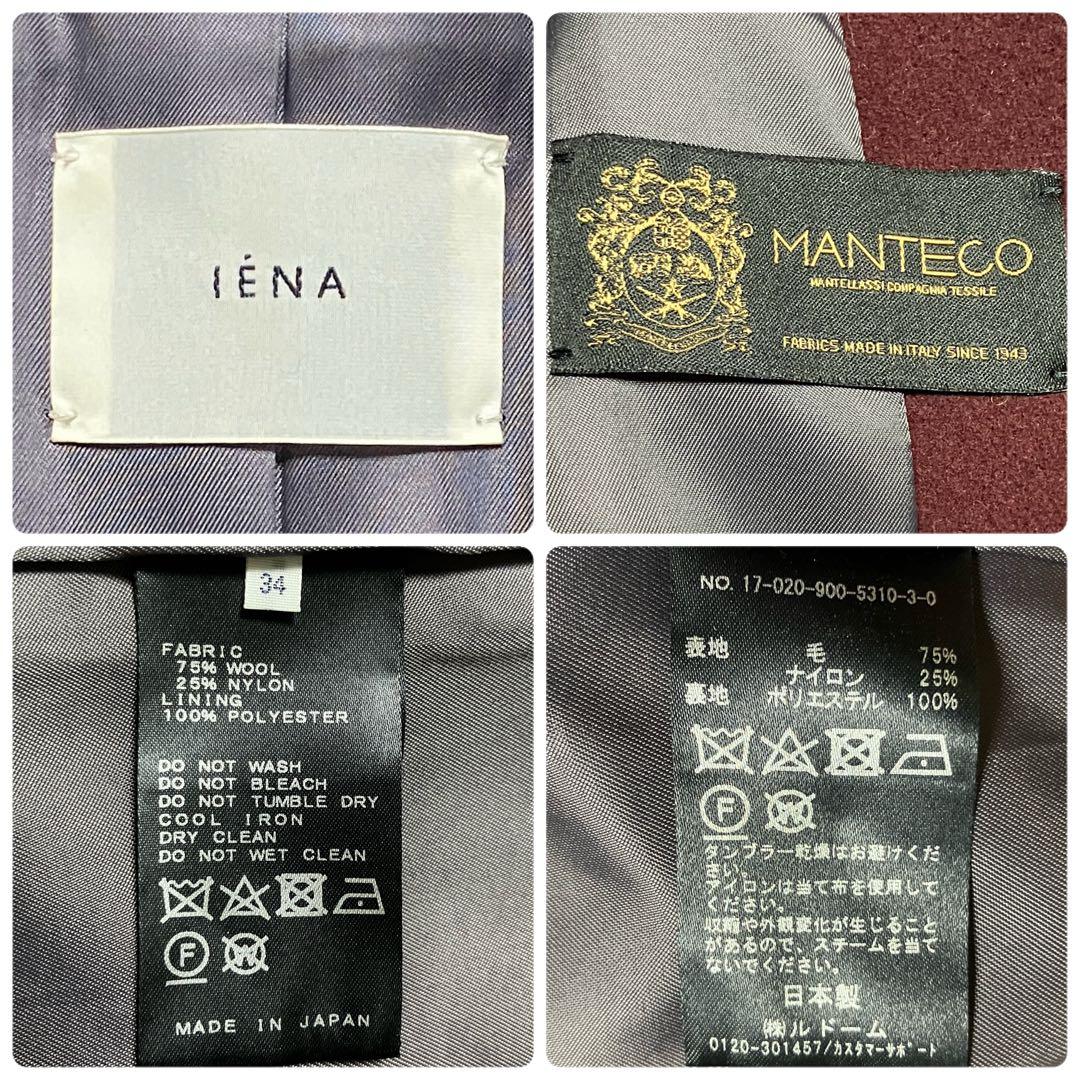 IÉNA
MANTECO
MANTELLASSI COMPAGNIA TESSILE
FABRICS MADE IN ITALY SINCE 1943
34
FABRIC
75% WOOL
25% NYLON
LINING
100% POLYESTER
DO NOT WASH
DO NOT BLEACH
DO NOT TUMBLE DRY
COOL IRON
DRY CLEAN
DO NOT WET CLEAN
F W
MADE IN JAPAN
NO. 17-020-900-5310-3-0
表地 毛 75%
ナイロン 25%
裏地 ポリエステル 100%
F W
タンブラー乾燥はお避けくだ
さい。
アイロンは当て布を使用して
ください。
収縮や外観変化が生じること
があるので、スチームを当て
ないでください。
日本製
㈱ルドーム
0120-301457/カスタマーサポート